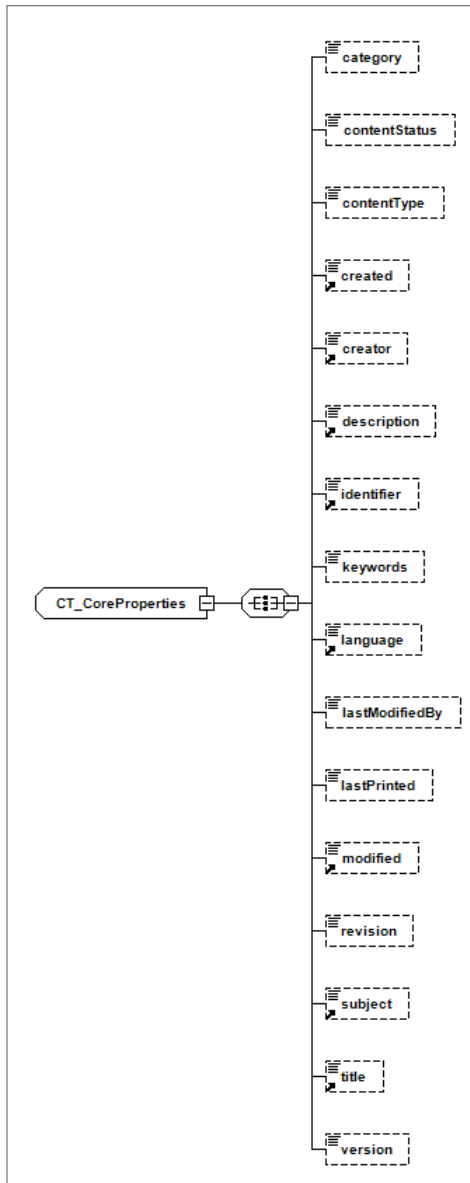 category
contentStatus
contentType
created
creator
description
identifier
keywords
CT_CoreProperties
language
lastModifiedBy
lastPrinted
modified
revision
subject
title
version